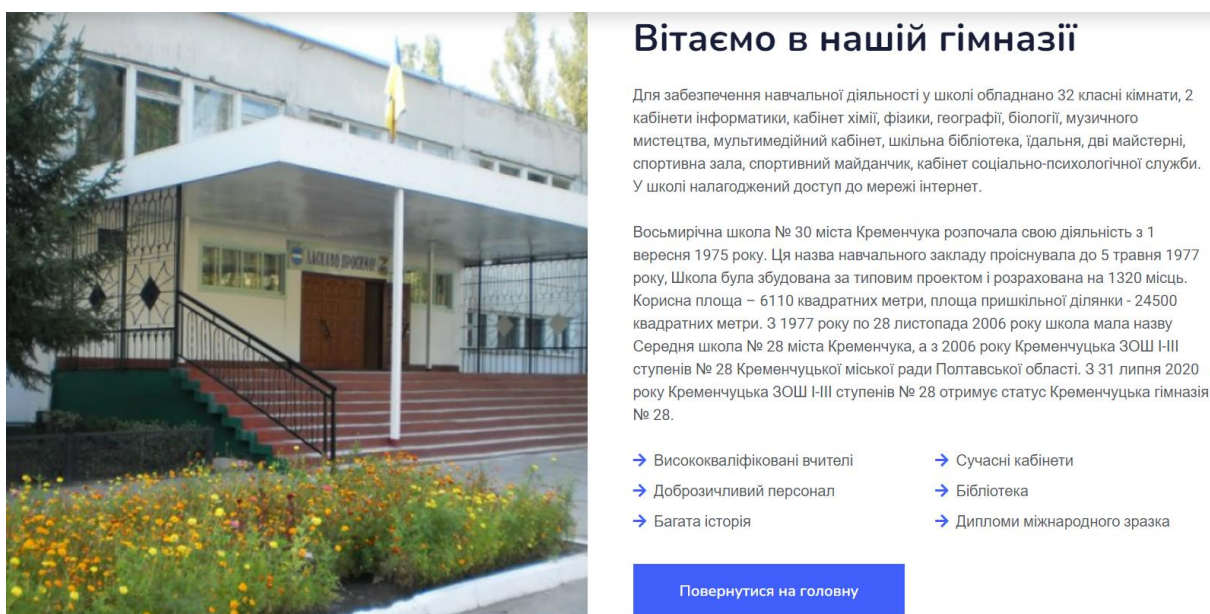 Вітаємо в нашій гімназії
Для забезпечення навчальної діяльності у школі обладнано 32 класні кімнати, 2
кабінети інформатики, кабінет хімії, фізики, географії, біології, музичного
мистецтва, мультимедійний кабінет, шкільна бібліотека, їдальня, дві майстерні,
спортивна зала, спортивний майданчик, кабінет соціально-психологічної служби.
У школі налагоджений доступ до мережі інтернет.
Восьмирічна школа № 30 міста Кременчука розпочала свою діяльність з 1
вересня 1975 року. Ця назва навчального закладу проіснувала до 5 травня 1977
року, Школа була збудована за типовим проектом і розрахована на 1320 місць.
Корисна площа – 6110 квадратних метри, площа пришкільної ділянки - 24500
квадратних метри. З 1977 року по 28 листопада 2006 року школа мала назву
Середня школа № 28 міста Кременчука, а з 2006 року Кременчуцька ЗОШ І-ІІІ
ступенів № 28 Кременчуцької міської ради Полтавської області. З 31 липня 2020
року Кременчуцька ЗОШ І-ІІІ ступенів № 28 отримує статус Кременчуцька гімназія
№ 28.
→ Висококваліфіковані вчителі
→ Доброзичливий персонал
→ Багата історія
→ Сучасні кабінети
→ Бібліотека
→ Дипломи міжнародного зразка
Повернутися на головну
ЛАСКАВО ПРОСИМО!